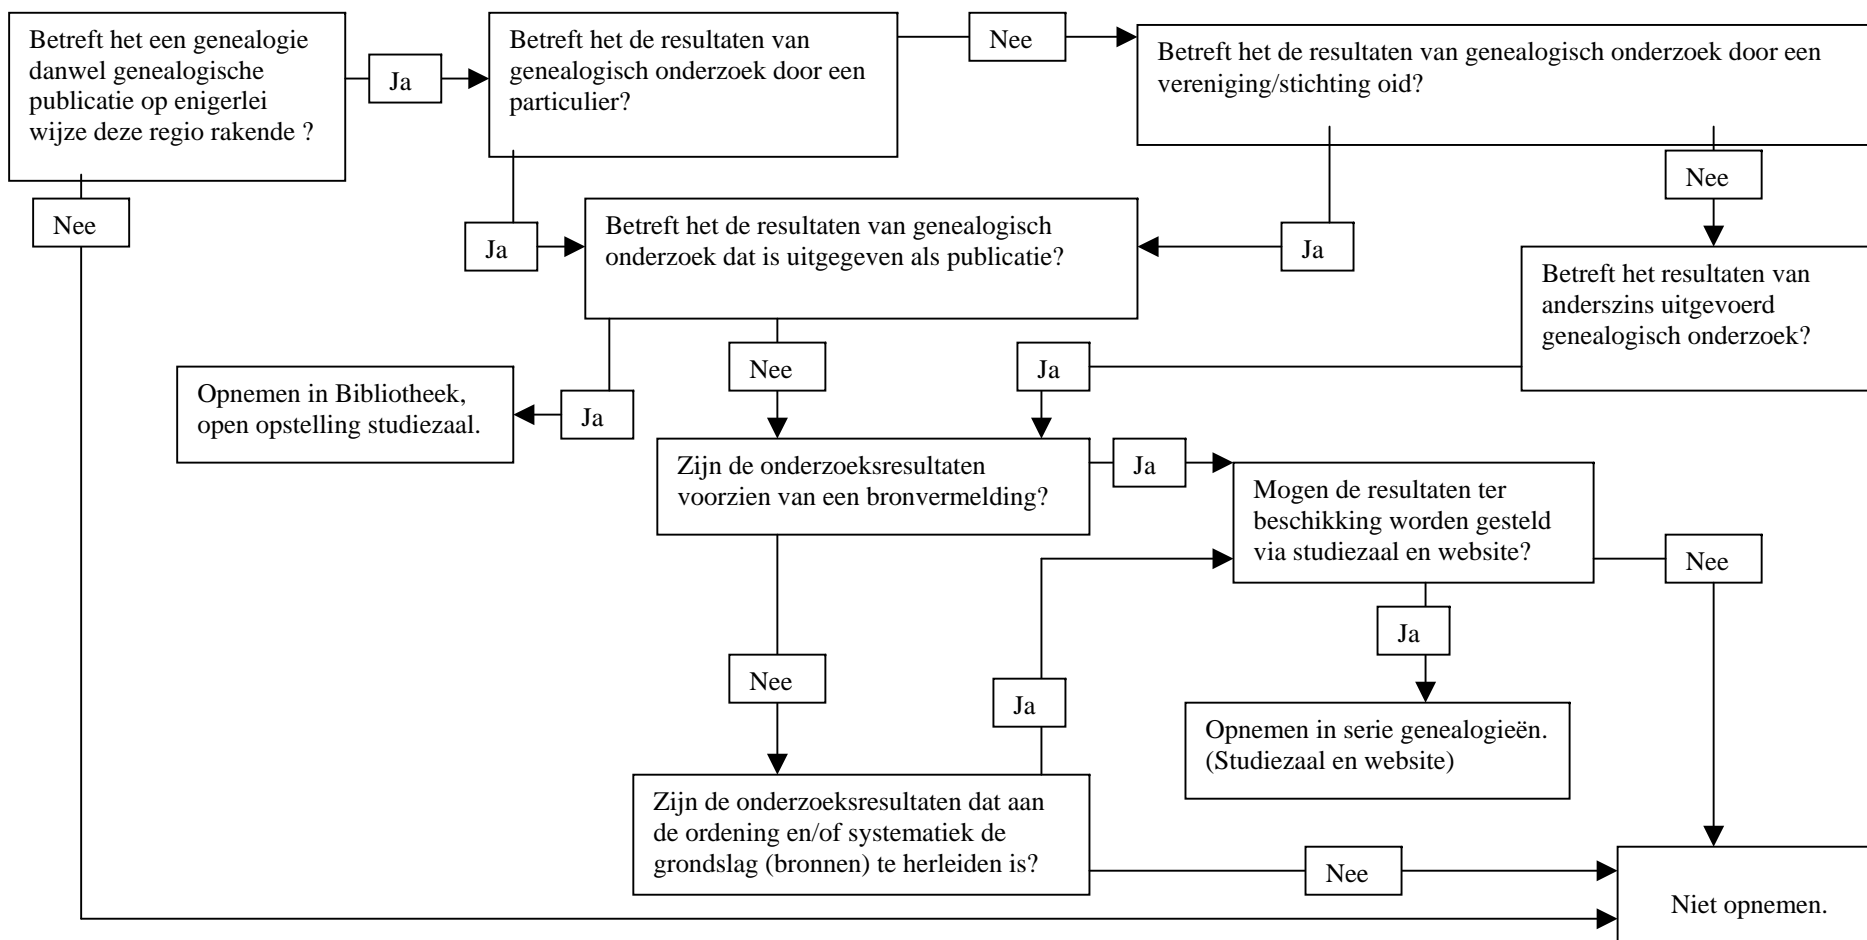 Betreft het een genealogie
danwel genealogische
publicatie op enigerlei
wijze deze regio rakende ?
Ja
Betreft het de resultaten van
genealogisch onderzoek door een
particulier?
Nee
Betreft het de resultaten van genealogisch onderzoek door een
vereniging/stichting oid?
Nee
Nee
Ja
Betreft het de resultaten van genealogisch
onderzoek dat is uitgegeven als publicatie?
Ja
Betreft het resultaten van
anderszins uitgevoerd
genealogisch onderzoek?
Nee
Ja
Opnemen in Bibliotheek,
open opstelling studiezaal.
Ja
Zijn de onderzoeksresultaten
voorzien van een bronvermelding?
Ja
Mogen de resultaten ter
beschikking worden gesteld
via studiezaal en website?
Nee
Ja
Nee
Ja
Opnemen in serie genealogieën.
(Studiezaal en website)
Zijn de onderzoeksresultaten dat aan
de ordening en/of systematiek de
grondslag (bronnen) te herleiden is?
Nee
Niet opnemen.